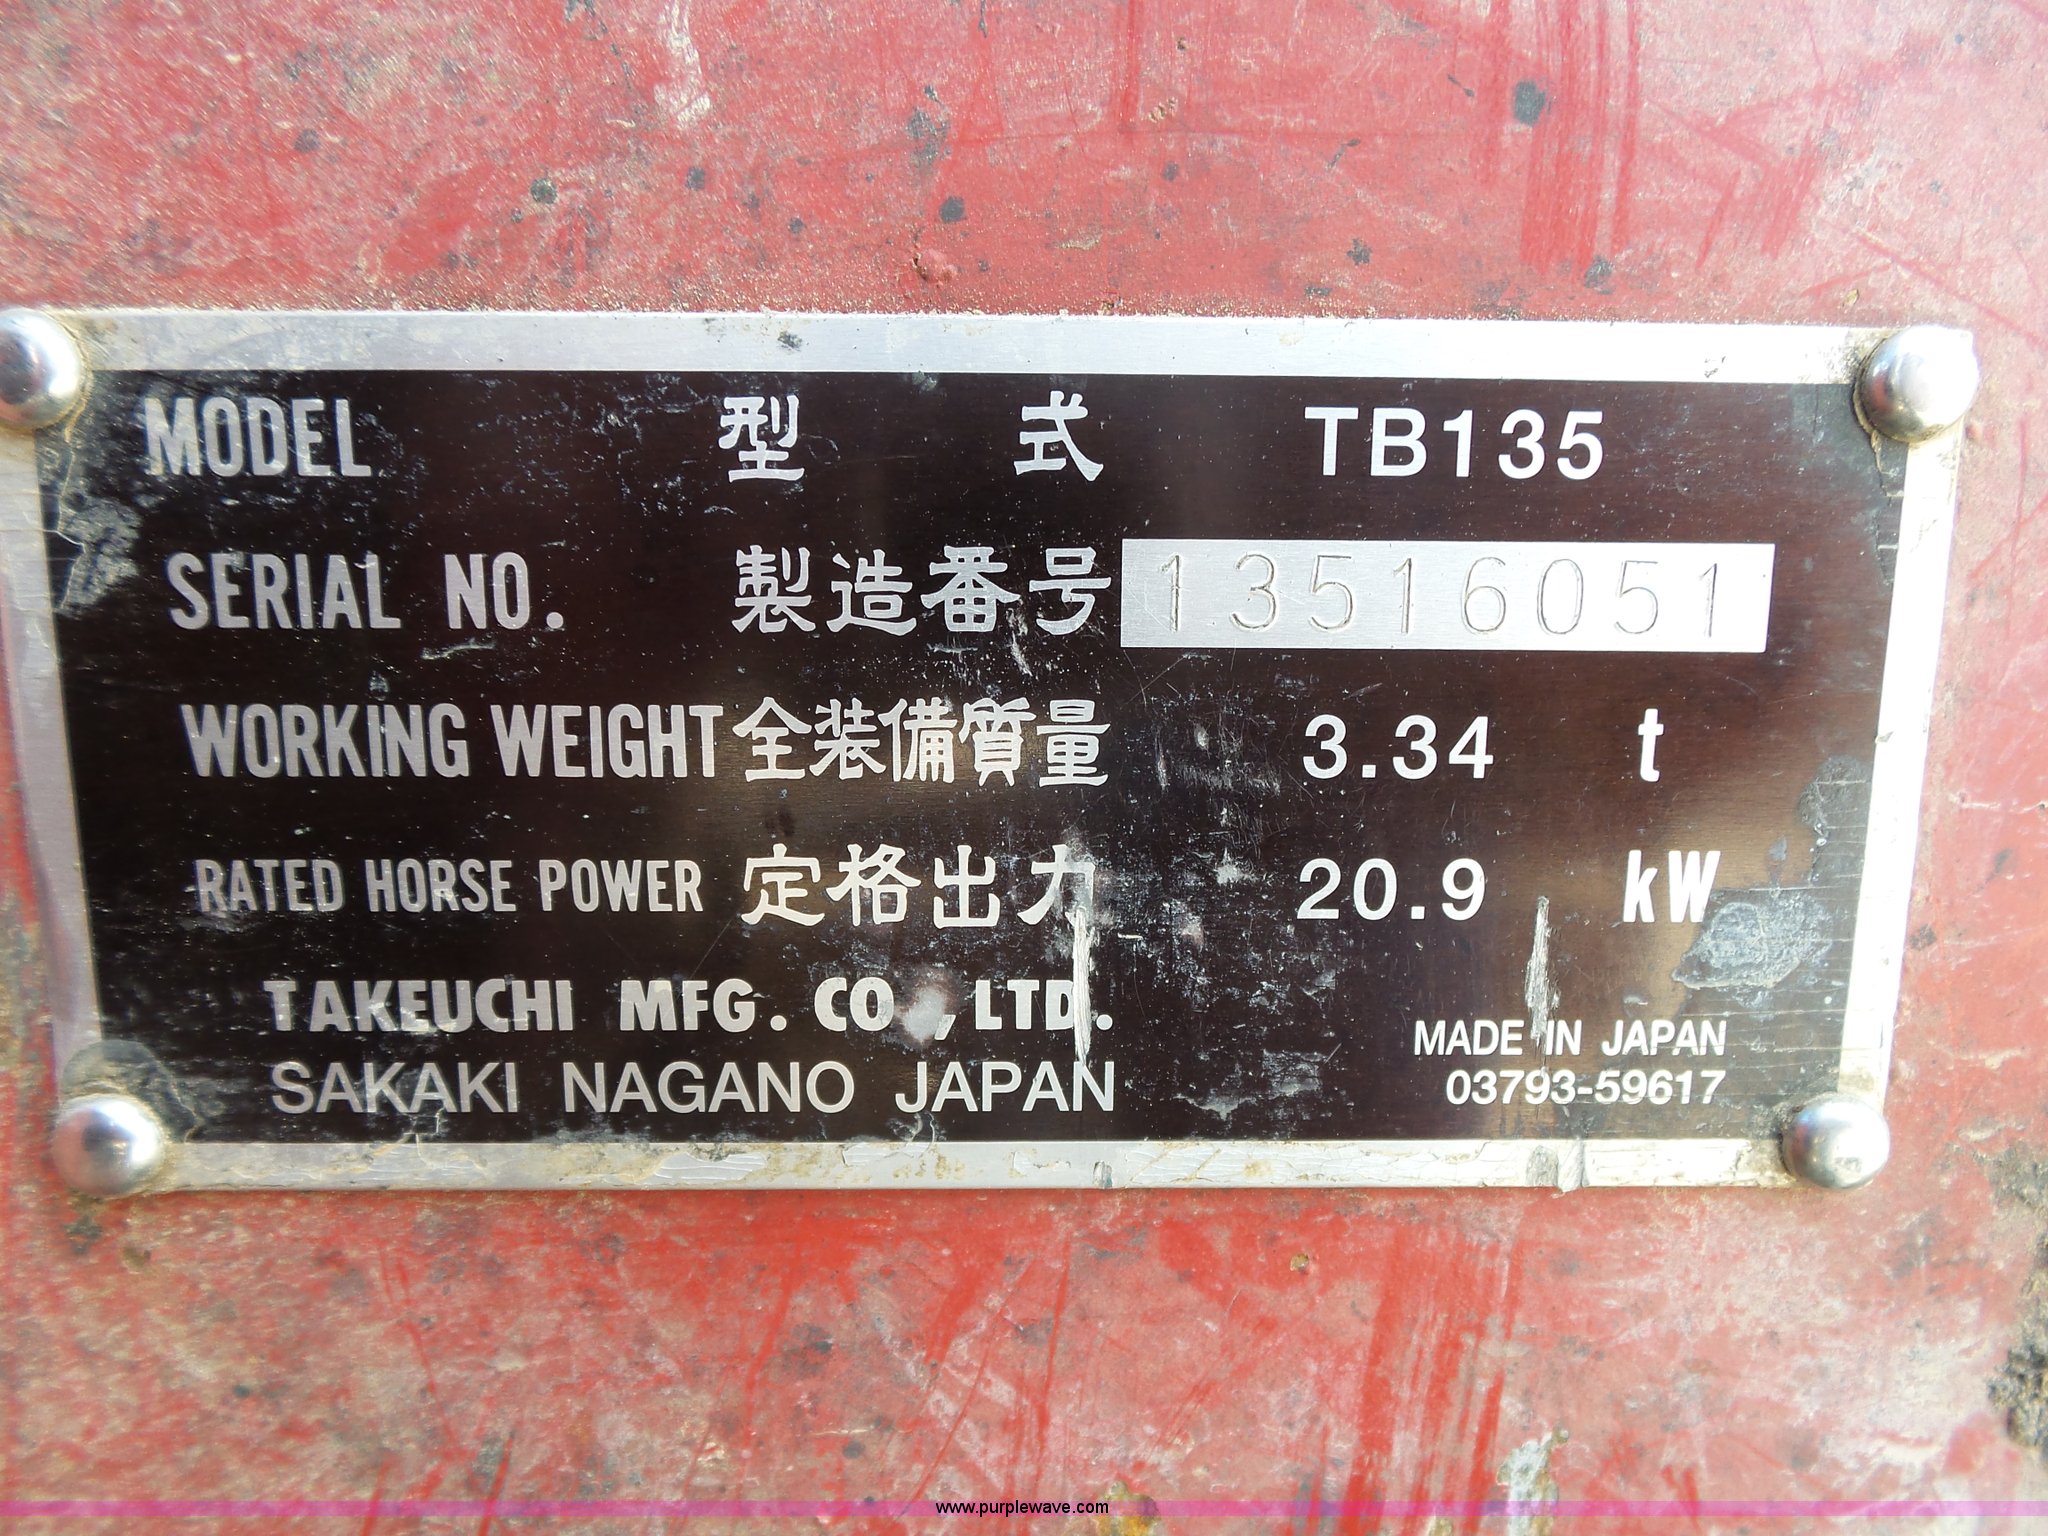 MODEL 型 式 TB135
SERIAL NO. 製造番号 13516051
WORKING WEIGHT 全装備質量 3.34 t
RATED HORSE POWER 定格出力 20.9 kW
TAKEUCHI MFG. CO.,LTD.
SAKAKI NAGANO JAPAN
MADE IN JAPAN
03793-59617
www.purplewave.com